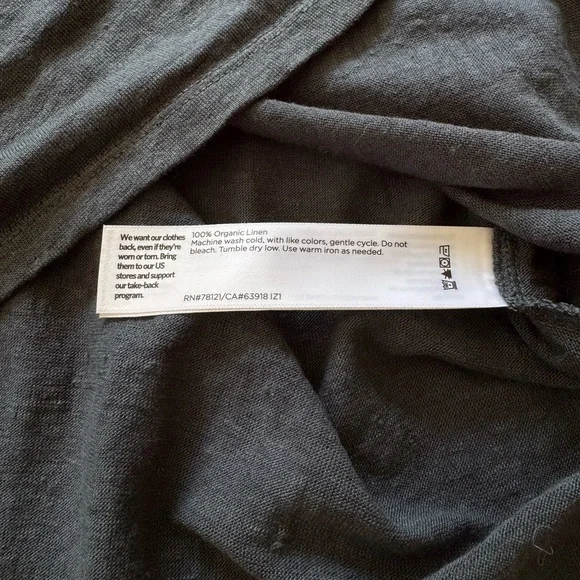 We want our clothes
back, even if they're
worn or torn. Bring
them to our US
stores and support
our take-back
program.
100% Organic Linen
Machine wash cold, with like colors, gentle cycle. Do not
bleach. Tumble dry low. Use warm iron as needed.
RN#78121/CA#63918 IZ1